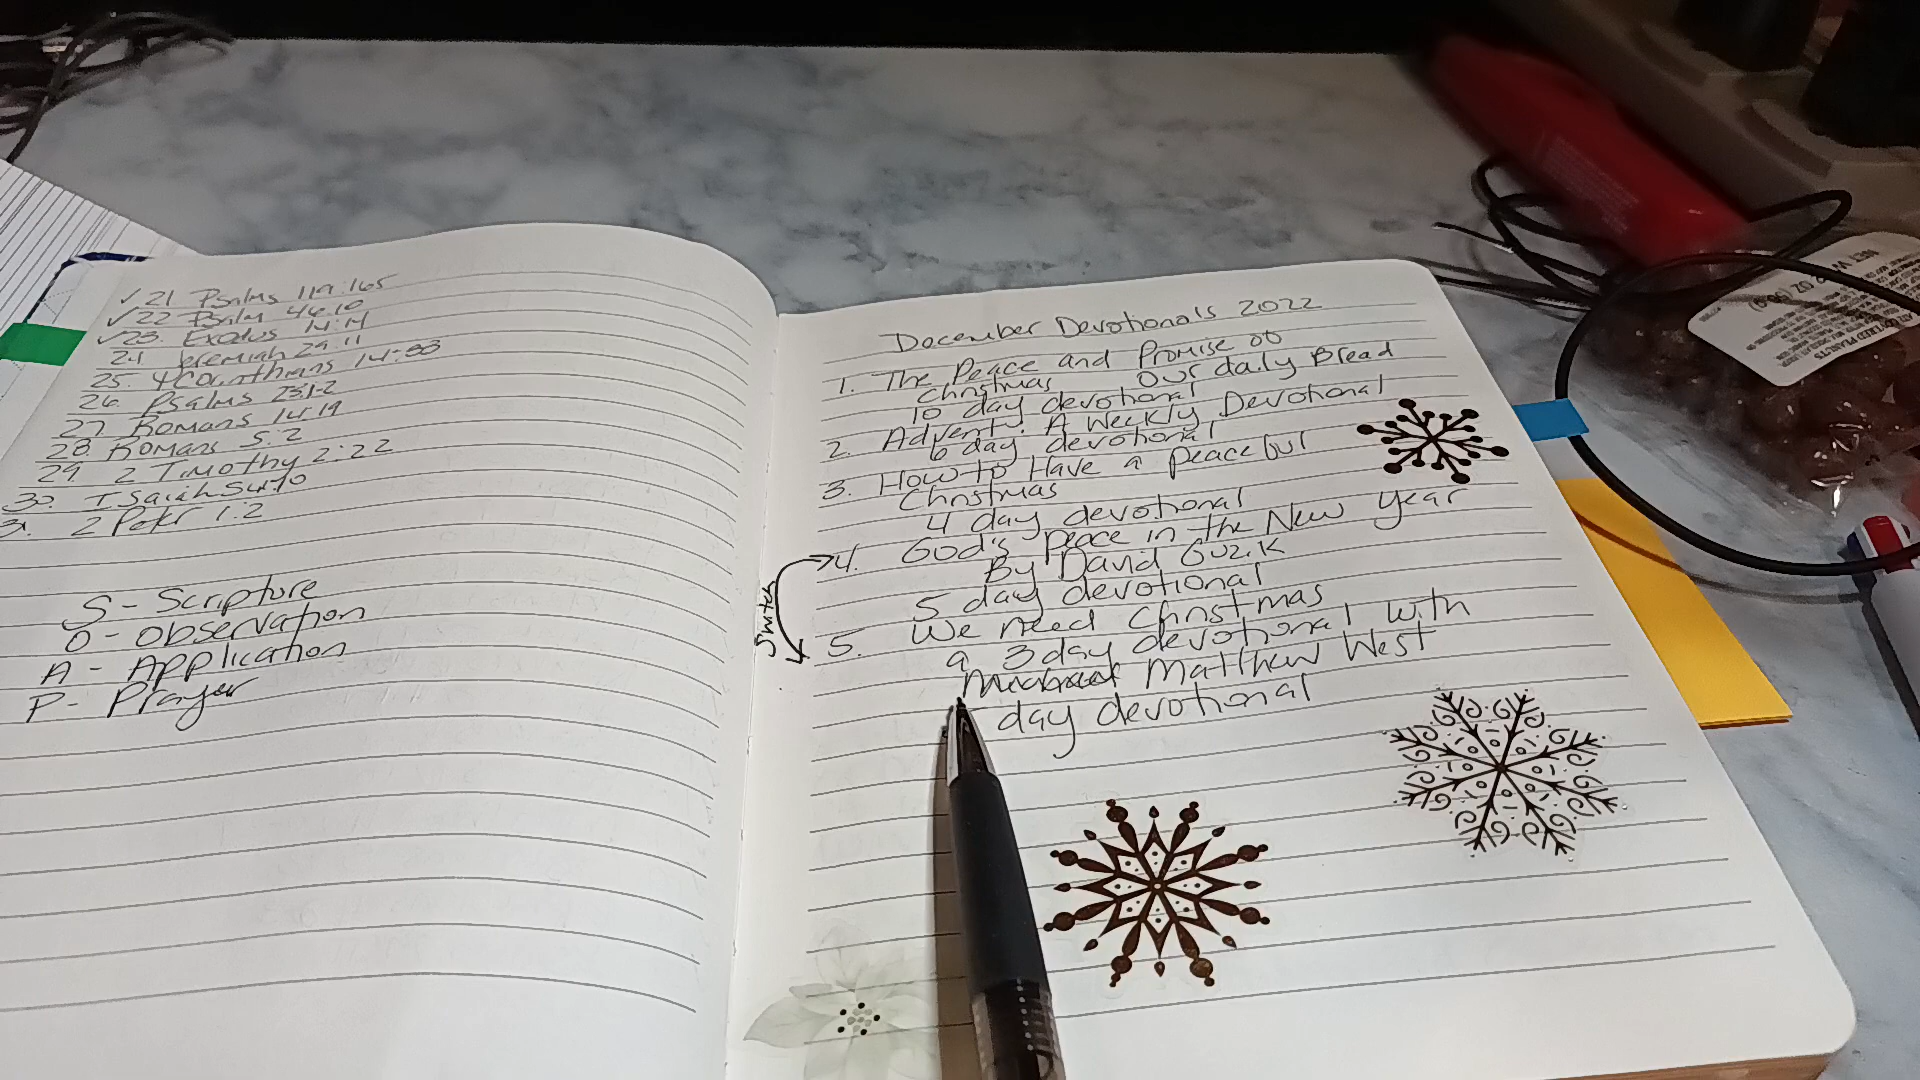 ✓ 21 Psalms 119:165
✓ 22 Psalm 46:10
✓ 23. Exodus 14:14
24 Jeremiah 29:11
25. Corinthians 14:33
26. Psalms 23:1-2
27 Romans 14:19
28. Romans 5:2
29. 2 Timothy 2:22
30. Isaiah 54:10
31. 2 Peter 1:2
S - Scripture
O - Observation
A - Application
P - Prayer
December Devotionals 2022
1. The Peace and Promise of
Christmas Our daily Bread
10 day devotional
2. Advent: A Weekly Devotional
6 day devotional
3. How to Have a peaceful
Christmas
4 day devotional
4. God's peace in the New Year
By David Guzik
5 day devotional
Switch
5. We need Christmas
a 3 day devotional with
Matthew West
day devotional
NET W
OZ
PEANUTS